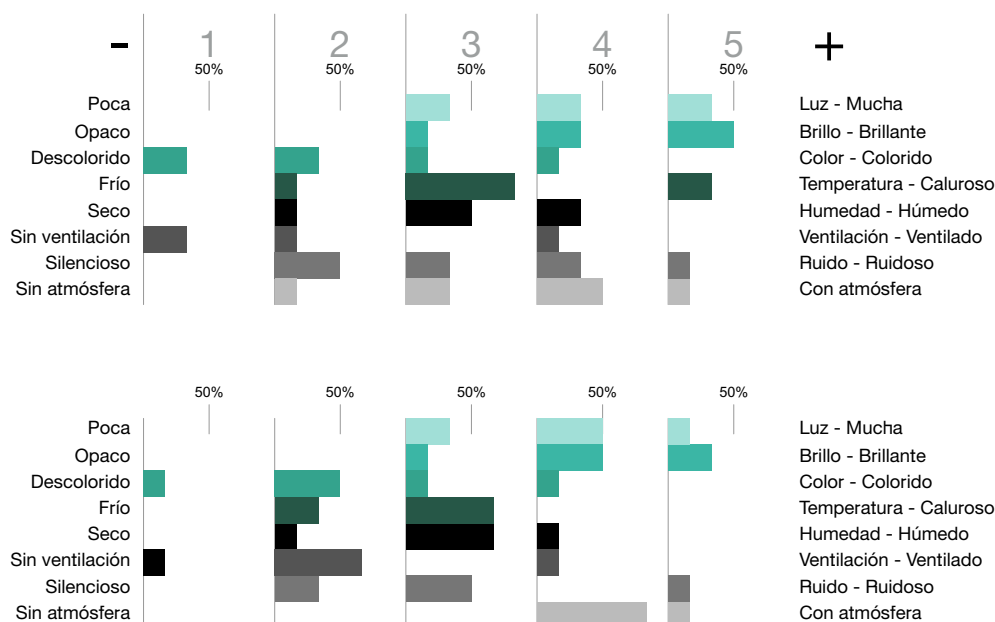 - 1 2 3 4 5 +
50% 50% 50% 50% 50%
Poca Luz - Mucha
Opaco Brillo - Brillante
Descolorido Color - Colorido
Frío Temperatura - Caluroso
Seco Humedad - Húmedo
Sin ventilación Ventilación - Ventilado
Silencioso Ruido - Ruidoso
Sin atmósfera Con atmósfera
50% 50% 50% 50% 50%
Poca Luz - Mucha
Opaco Brillo - Brillante
Descolorido Color - Colorido
Frío Temperatura - Caluroso
Seco Humedad - Húmedo
Sin ventilación Ventilación - Ventilado
Silencioso Ruido - Ruidoso
Sin atmósfera Con atmósfera